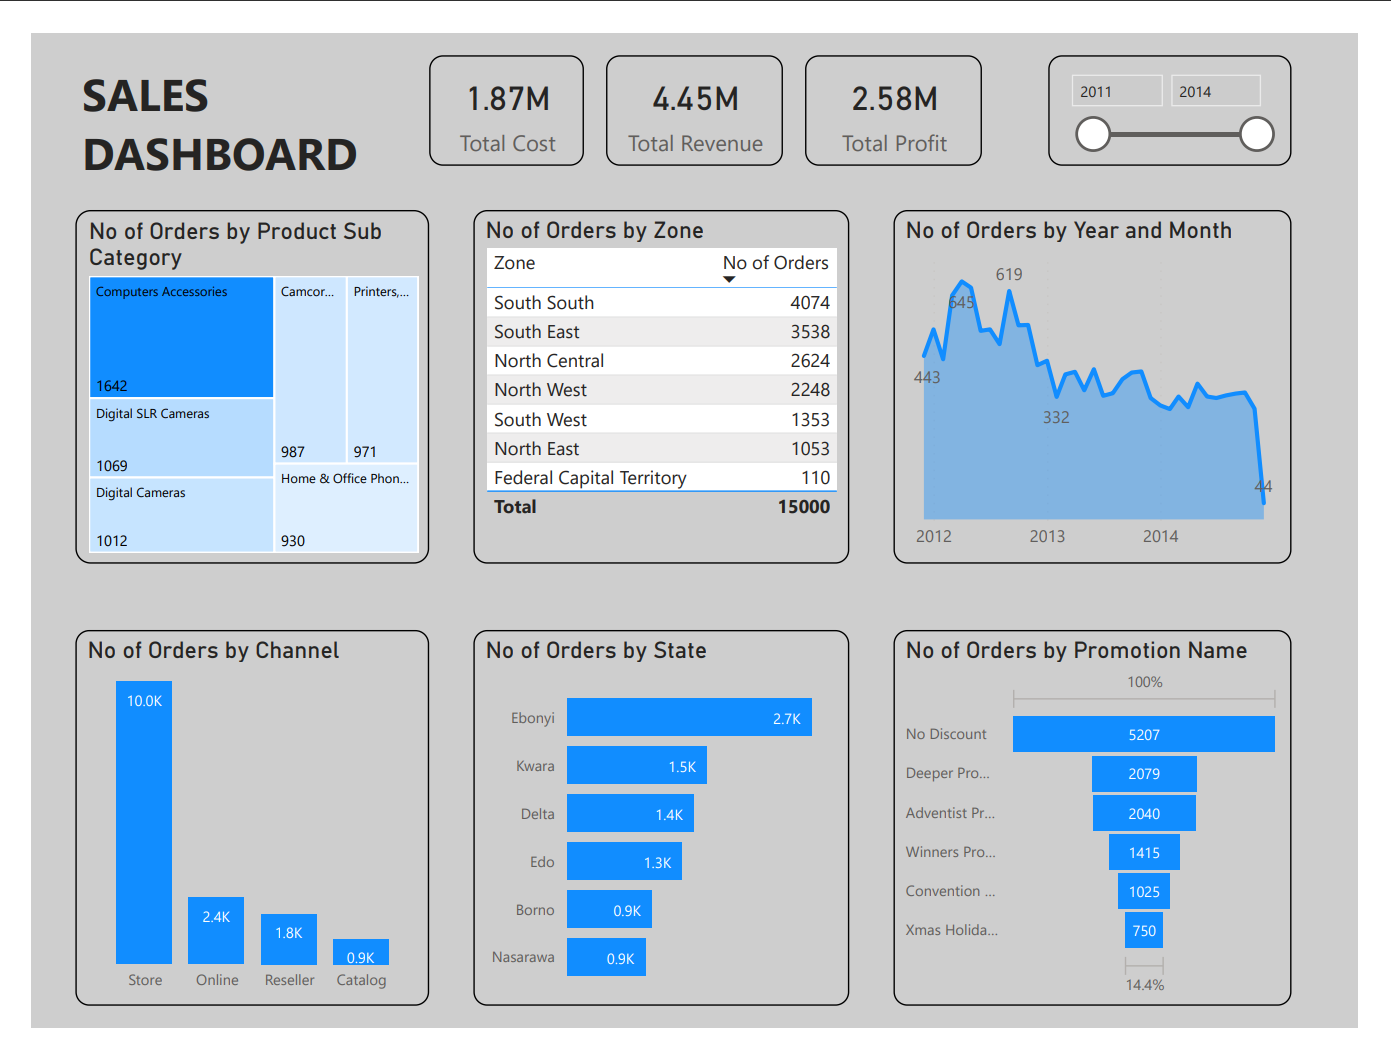 SALES
DASHBOARD
1.87M
Total Cost
4.45M
Total Revenue
2.58M
Total Profit
2011 2014
No of Orders by Product Sub
Category
Computers Accessories
1642
Digital SLR Cameras
1069
Digital Cameras
1012
Camcor...
987
Printers,...
971
Home & Office Phon...
930
No of Orders by Zone
Zone No of Orders
South South 4074
South East 3538
North Central 2624
North West 2248
South West 1353
North East 1053
Federal Capital Territory 110
Total 15000
No of Orders by Year and Month
619
645
443
332
44
2012 2013 2014
No of Orders by Channel
10.0K
2.4K
1.8K
0.9K
Store Online Reseller Catalog
No of Orders by State
Ebonyi 2.7K
Kwara 1.5K
Delta 1.4K
Edo 1.3K
Borno 0.9K
Nasarawa 0.9K
No of Orders by Promotion Name
100%
No Discount 5207
Deeper Pro... 2079
Adventist Pr... 2040
Winners Pro... 1415
Convention ... 1025
Xmas Holida... 750
14.4%